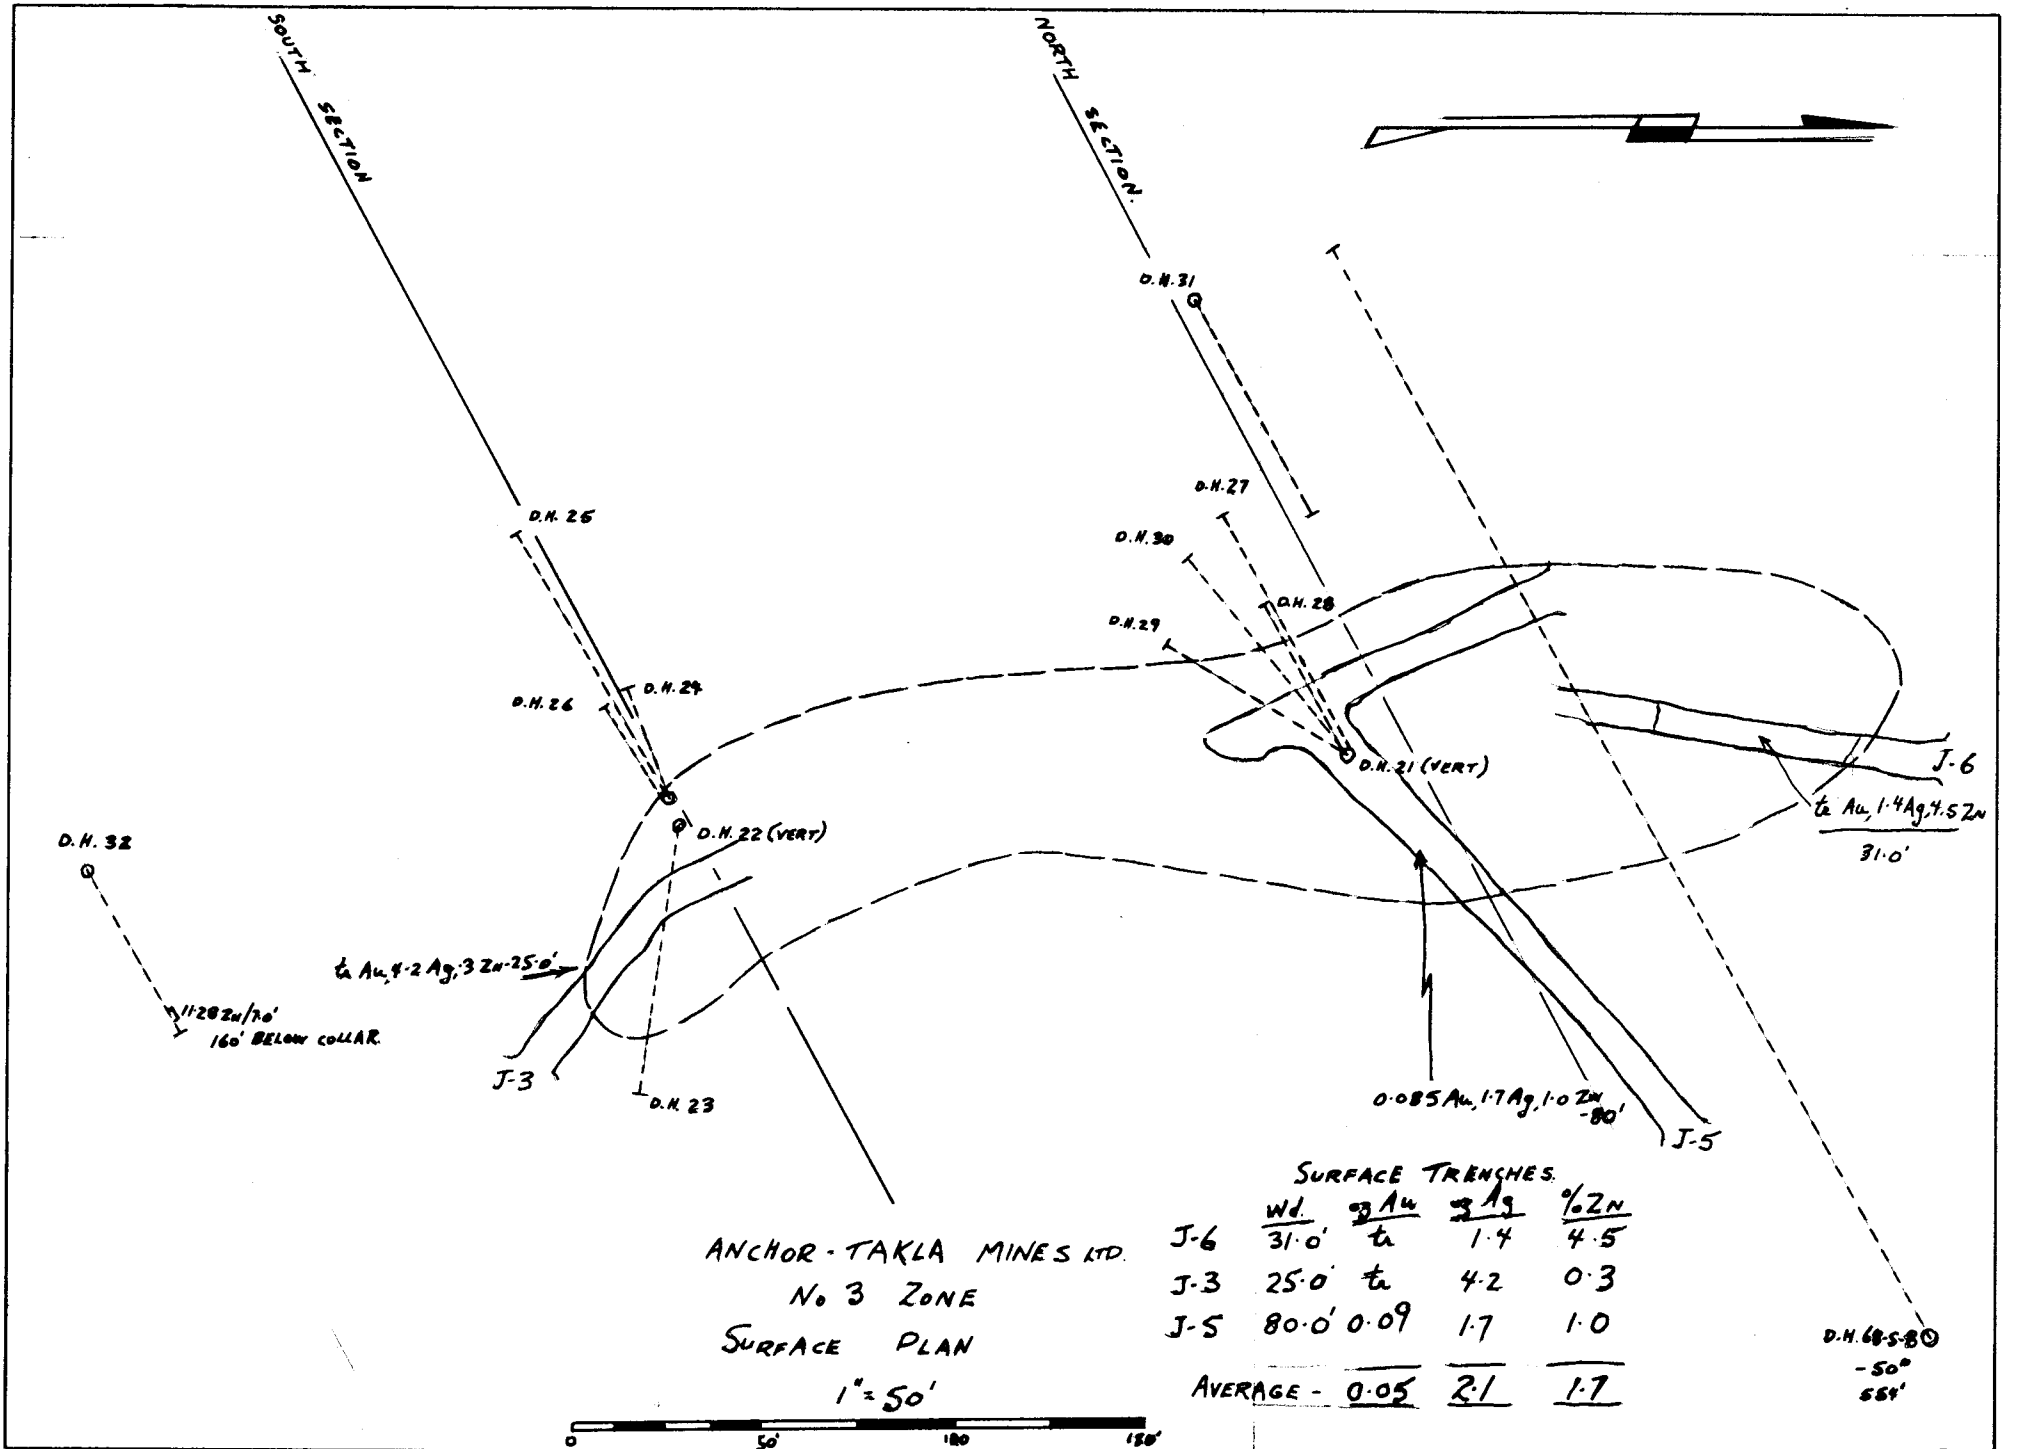 SOUTH SECTION
NORTH SECTION.
D.H.31
D.H.27
D.H. 25
D.H.30
D.H. 28
D.H.29
D.H. 24
D.H. 26
J-6
D.H. 21 (VERT)
tr Au, 1.4 Ag, 4.5 Zn
31.0'
D.H. 22 (VERT)
D.H. 32
tr Au, 4.2 Ag, .3 Zn-25.0'
11.28 Zn/7.0'
160' BELOW COLLAR.
J-3
D.H. 23
0.085 Au, 1.7 Ag, 1.0 Zn
-80'
J-5
SURFACE TRENCHES.
Wd. oz Au oz Ag % Zn
J-6 31.0' tr 1.4 4.5
J-3 25.0' tr 4.2 0.3
J-5 80.0' 0.09 1.7 1.0
AVERAGE - 0.05 2.1 1.7
ANCHOR - TAKLA MINES LTD.
No 3 ZONE
SURFACE PLAN
1" = 50'
0 50' 100 150'
-50°
554'